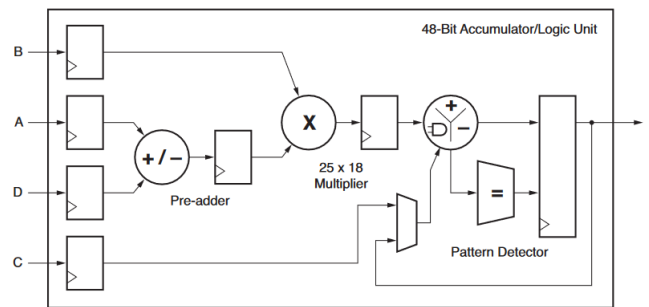 48-Bit Accumulator/Logic Unit
B
A
D
C
+ / –
Pre-adder
X
25 x 18
Multiplier
+
–
=
Pattern Detector